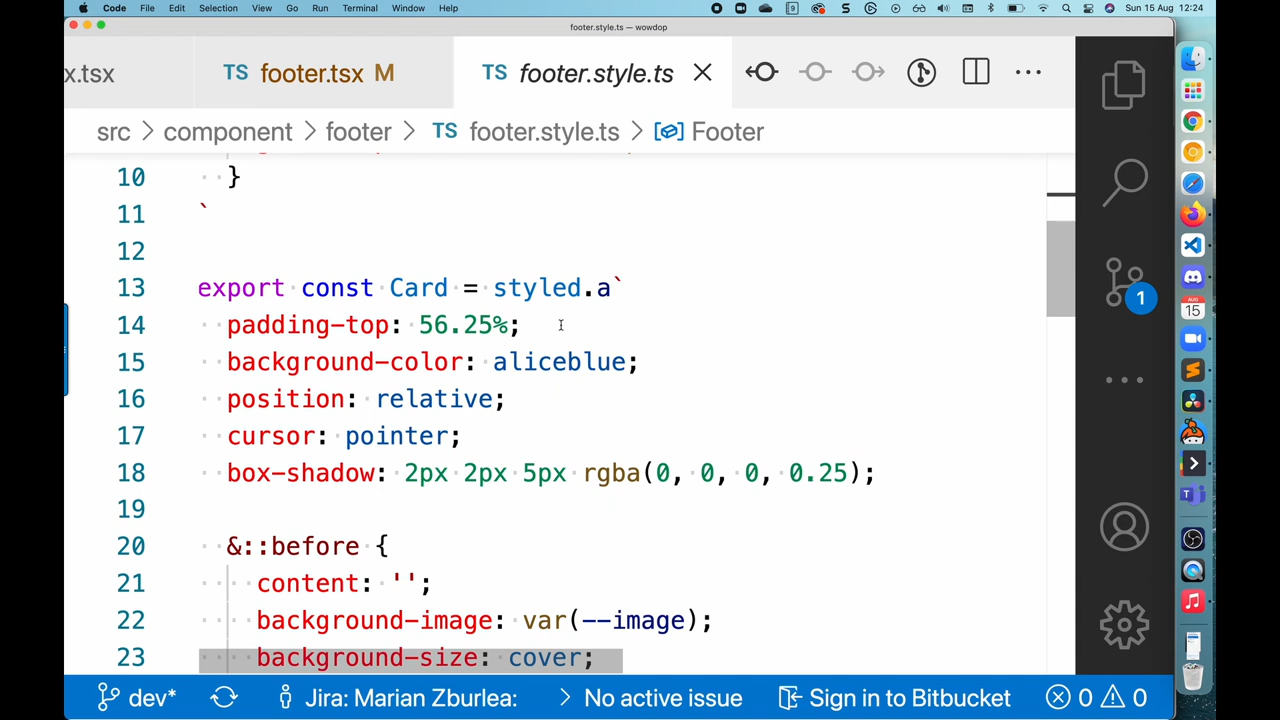 Code File Edit Selection View Go Run Terminal Window Help Sun 15 Aug 12:24
footer.style.ts — wowdop
x.tsx TS footer.tsx M TS footer.style.ts
src > component > footer > TS footer.style.ts > Footer
10 }
11 `
12
13 export const Card = styled.a`
14 padding-top: 56.25%;
15 background-color: aliceblue;
16 position: relative;
17 cursor: pointer;
18 box-shadow: 2px 2px 5px rgba(0, 0, 0, 0.25);
19
20 &::before {
21 content: '';
22 background-image: var(--image);
23 background-size: cover;
1
AUG
15
dev* Jira: Marian Zburlea: > No active issue Sign in to Bitbucket 0 0